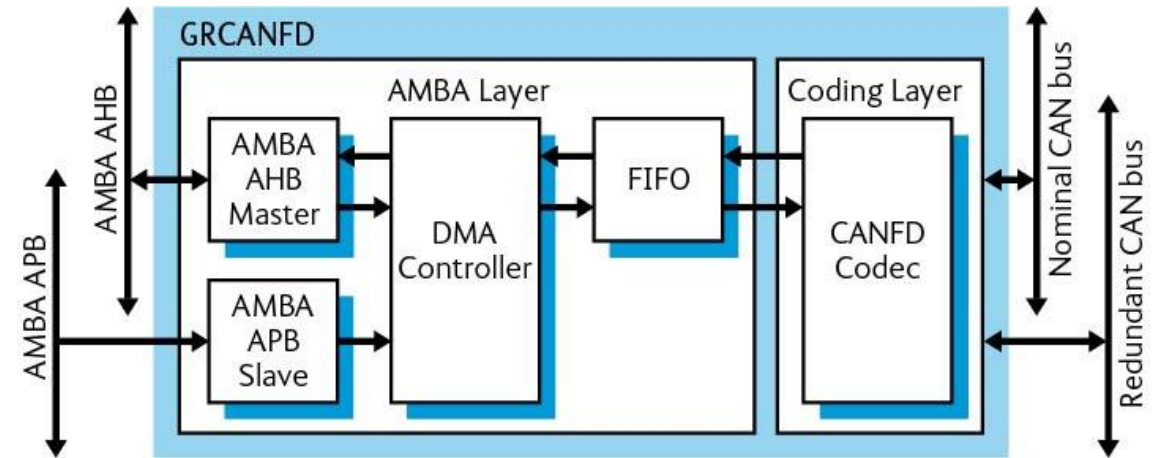 GRCANFD
AMBA Layer
Coding Layer
AMBA AHB
AMBA APB
AMBA
AHB
Master
AMBA
APB
Slave
DMA
Controller
FIFO
CANFD
Codec
Nominal CAN bus
Redundant CAN bus